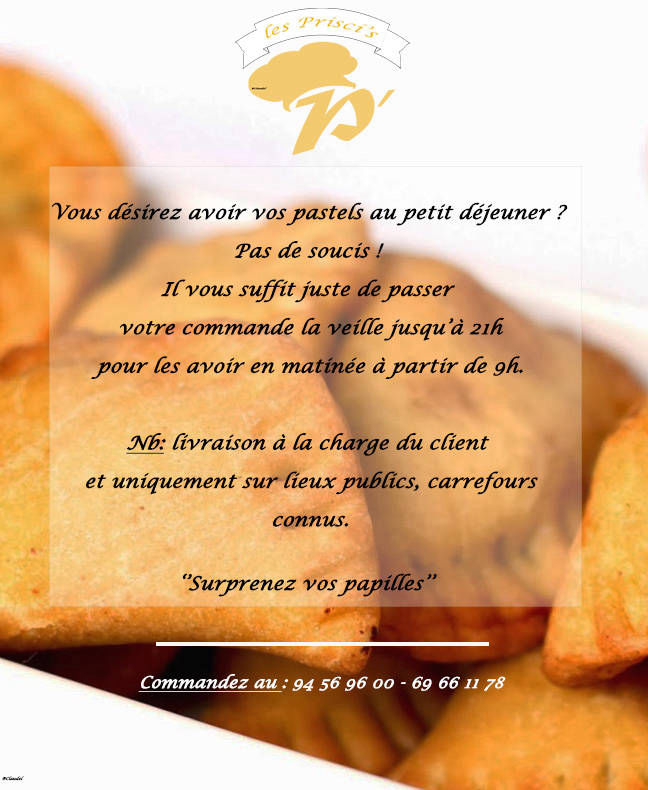 les Prisci's
P'
Vous désirez avoir vos pastels au petit déjeuner ?
Pas de soucis !
Il vous suffit juste de passer
votre commande la veille jusqu'à 21h
pour les avoir en matinée à partir de 9h.
Nb: livraison à la charge du client
et uniquement sur lieux publics, carrefours
connus.
‘’Surprenez vos papilles’’
Commandez au : 94 56 96 00 - 69 66 11 78